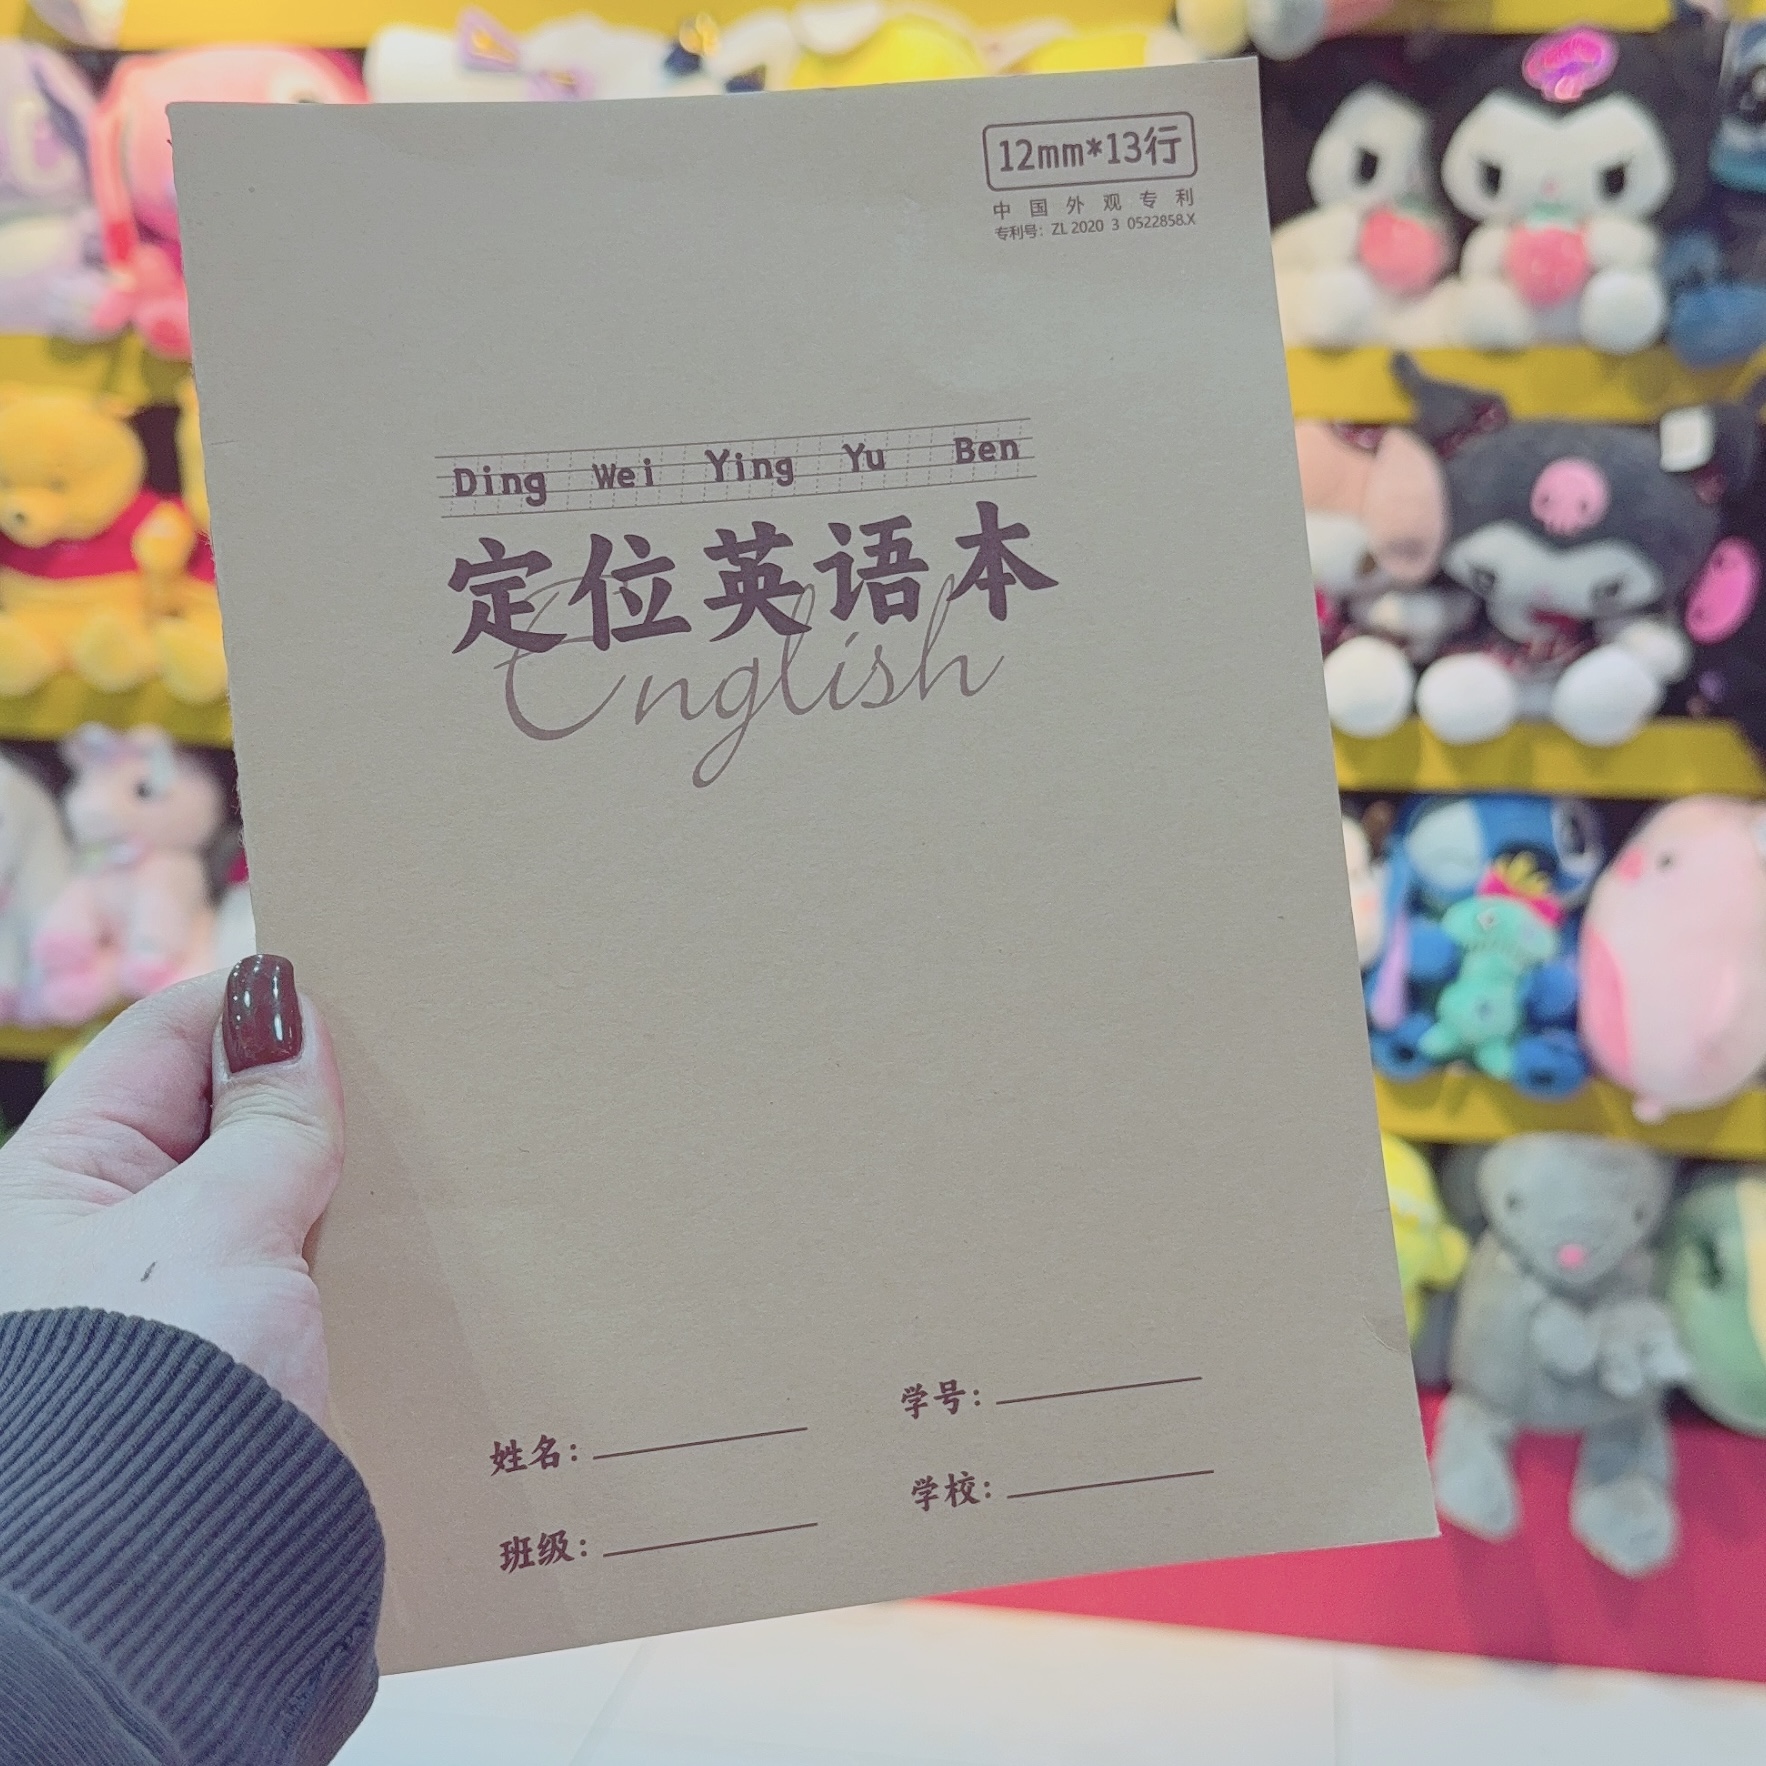 12mm*13行
中国外观专利
专利号：ZL 2020 3 0522858.X
Ding Wei Ying Yu Ben
定位英语本
English
姓名：
学号：
班级：
学校：